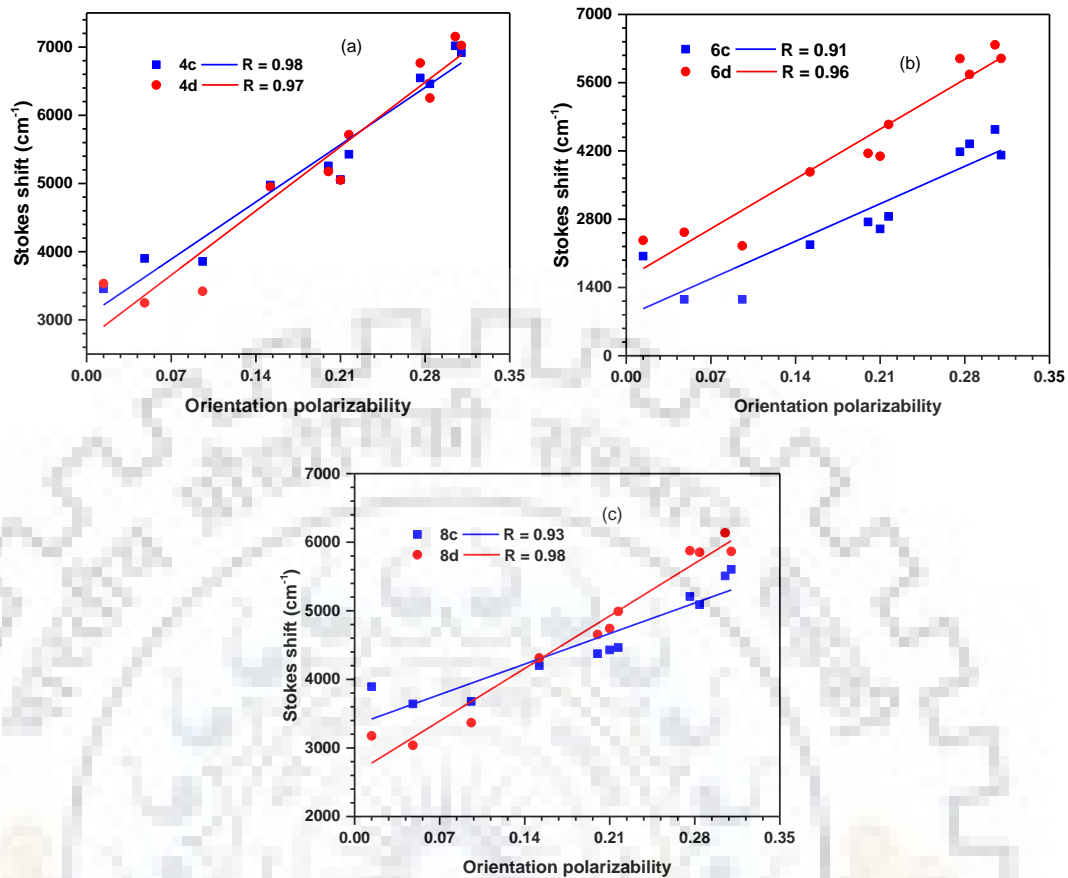 (a)
4c R = 0.98
4d R = 0.97
7000
6000
5000
4000
3000
Stokes shift (cm-1)
0.00 0.07 0.14 0.21 0.28 0.35
Orientation polarizability
(b)
6c R = 0.91
6d R = 0.96
7000
5600
4200
2800
1400
0
Stokes shift (cm-1)
0.00 0.07 0.14 0.21 0.28 0.35
Orientation polarizability
(c)
8c R = 0.93
8d R = 0.98
7000
6000
5000
4000
3000
2000
Stokes shift (cm-1)
0.00 0.07 0.14 0.21 0.28 0.35
Orientation polarizability